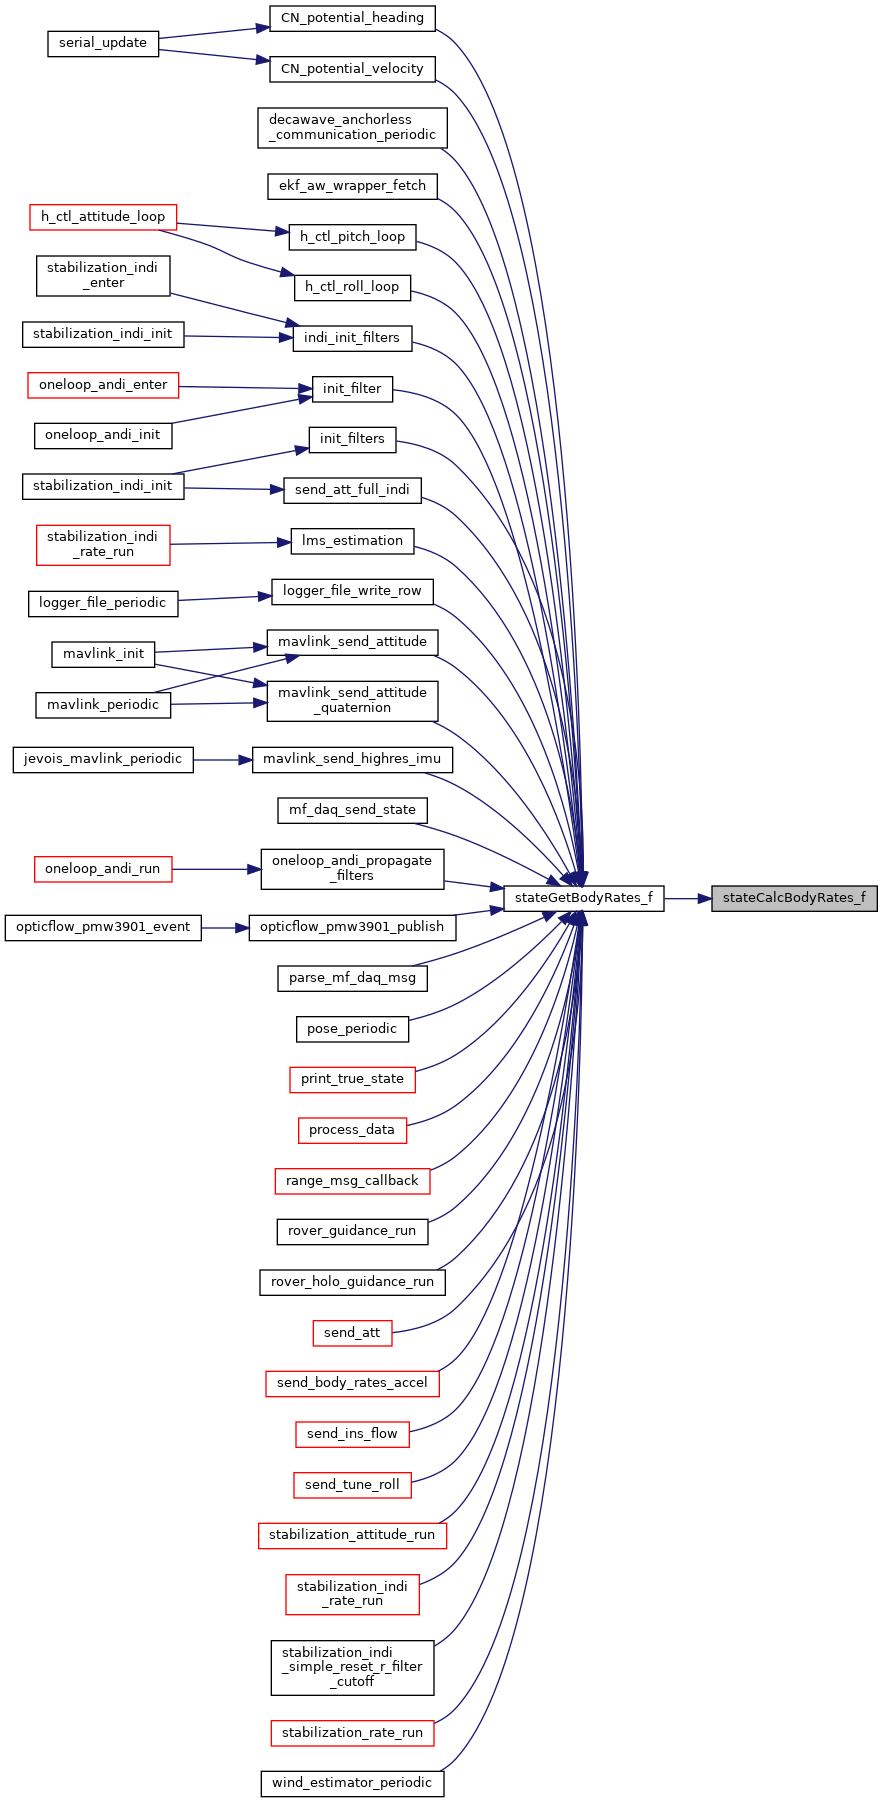 CN_potential_heading
serial_update
CN_potential_velocity
decawave_anchorless
_communication_periodic
ekf_aw_wrapper_fetch
h_ctl_attitude_loop
h_ctl_pitch_loop
stabilization_indi
_enter
h_ctl_roll_loop
stabilization_indi_init
indi_init_filters
oneloop_andi_enter
init_filter
oneloop_andi_init
init_filters
stabilization_indi_init
send_att_full_indi
stabilization_indi
_rate_run
lms_estimation
logger_file_periodic
logger_file_write_row
mavlink_init
mavlink_send_attitude
mavlink_periodic
mavlink_send_attitude
_quaternion
jevois_mavlink_periodic
mavlink_send_highres_imu
mf_daq_send_state
oneloop_andi_run
oneloop_andi_propagate
_filters
stateGetBodyRates_f
stateCalcBodyRates_f
opticflow_pmw3901_event
opticflow_pmw3901_publish
parse_mf_daq_msg
pose_periodic
print_true_state
process_data
range_msg_callback
rover_guidance_run
rover_holo_guidance_run
send_att
send_body_rates_accel
send_ins_flow
send_tune_roll
stabilization_attitude_run
stabilization_indi
_rate_run
stabilization_indi
_simple_reset_r_filter
_cutoff
stabilization_rate_run
wind_estimator_periodic